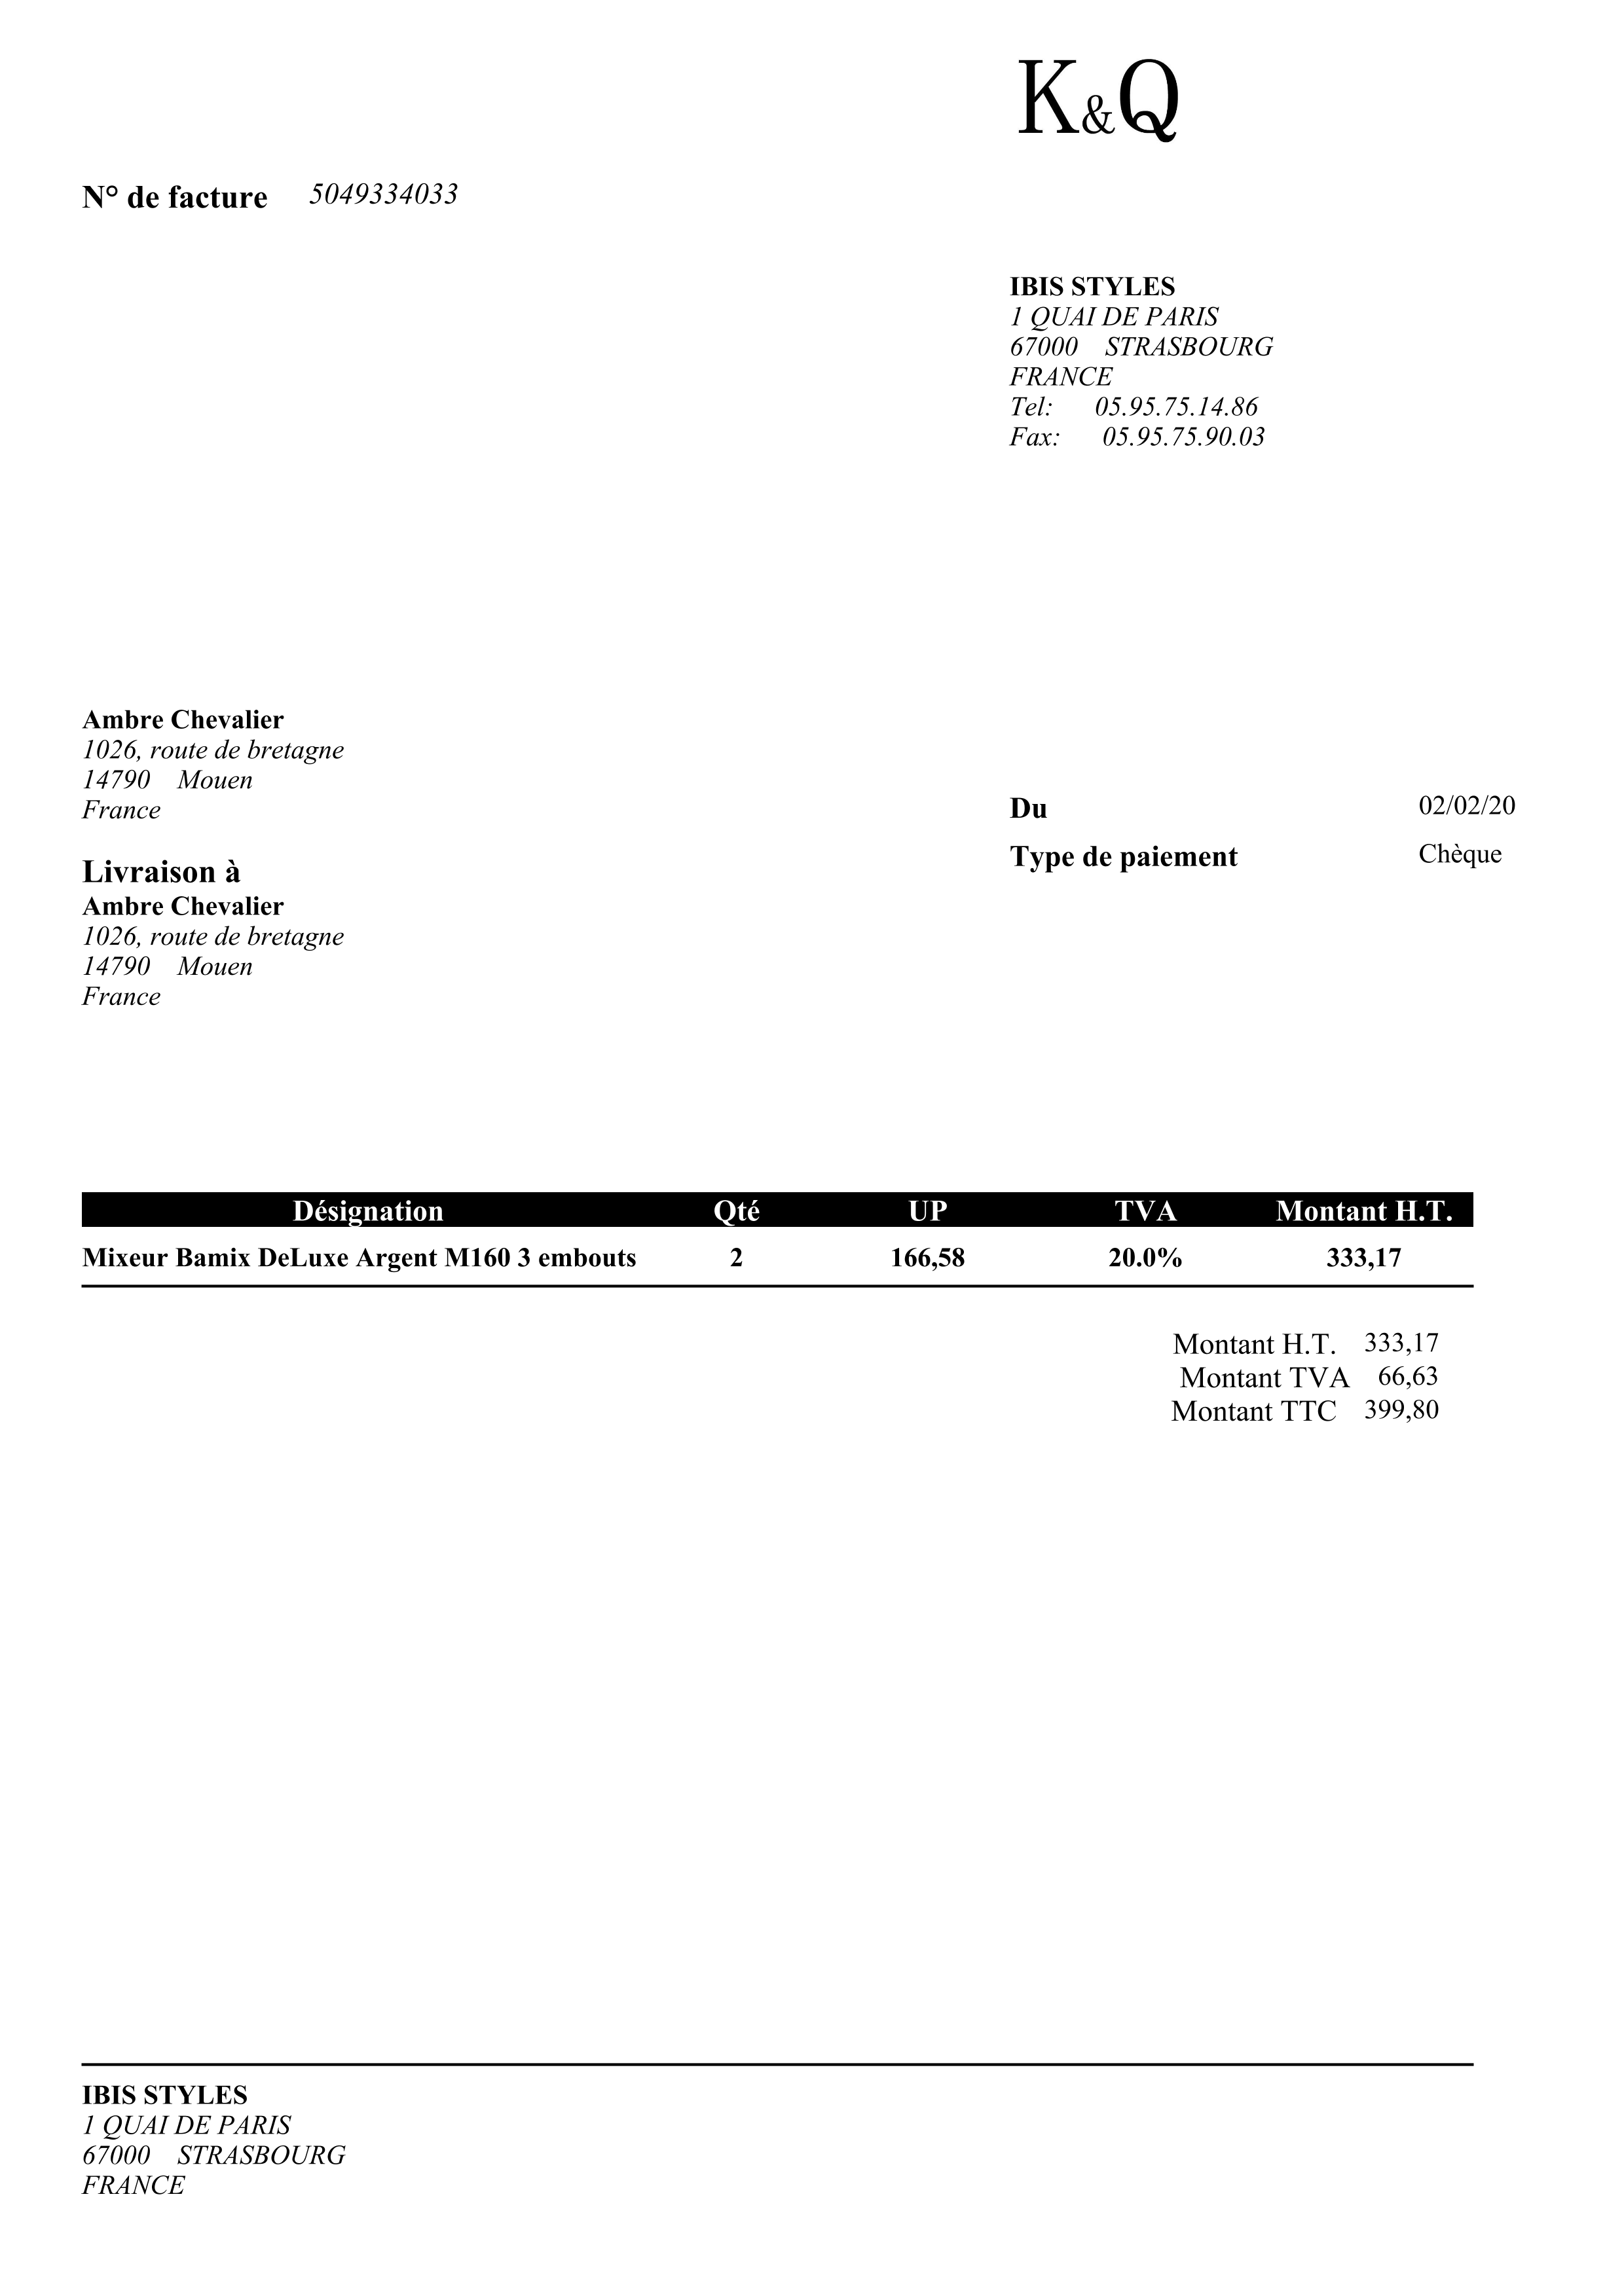 K&Q
N° de facture 5049334033
IBIS STYLES
1 QUAI DE PARIS
67000 STRASBOURG
FRANCE
Tel: 05.95.75.14.86
Fax: 05.95.75.90.03
Ambre Chevalier
1026, route de bretagne
14790 Mouen
France
Du 02/02/20
Type de paiement Chèque
Livraison à
Ambre Chevalier
1026, route de bretagne
14790 Mouen
France
Désignation Qté UP TVA Montant H.T.
Mixeur Bamix DeLuxe Argent M160 3 embouts 2 166,58 20.0% 333,17
Montant H.T. 333,17
Montant TVA 66,63
Montant TTC 399,80
IBIS STYLES
1 QUAI DE PARIS
67000 STRASBOURG
FRANCE